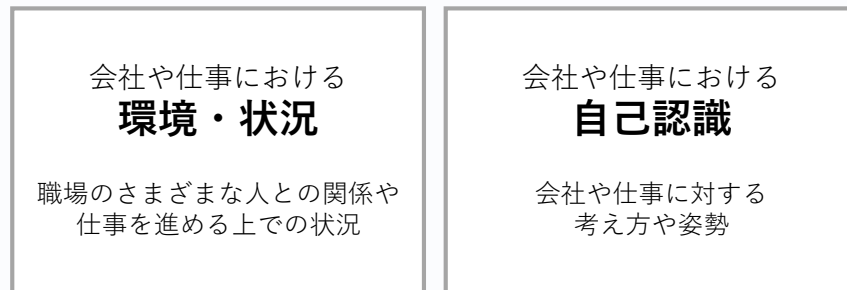 会社や仕事における
環境・状況
職場のさまざまな人との関係や
仕事を進める上での状況
会社や仕事における
自己認識
会社や仕事に対する
考え方や姿勢